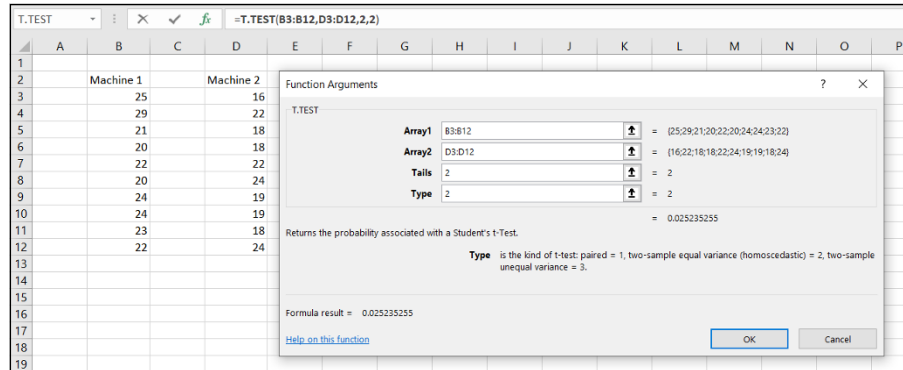 T.TEST fx =T.TEST(B3:B12,D3:D12,2,2)
A B C D E F G H I J K L M N O P
1
2 Machine 1 Machine 2
3 25 16
4 29 22
5 21 18
6 20 18
7 22 22
8 20 24
9 24 19
10 24 19
11 23 18
12 22 24
13
14
15
16
17
18
19
Function Arguments ? ×
T.TEST
Array1 B3:B12 = {25;29;21;20;22;20;24;24;23;22}
Array2 D3:D12 = {16;22;18;18;22;24;19;19;18;24}
Tails 2 = 2
Type 2 = 2
= 0.025235255
Returns the probability associated with a Student's t-Test.
Type is the kind of t-test: paired = 1, two-sample equal variance (homoscedastic) = 2, two-sample
unequal variance = 3.
Formula result = 0.025235255
Help on this function OK Cancel